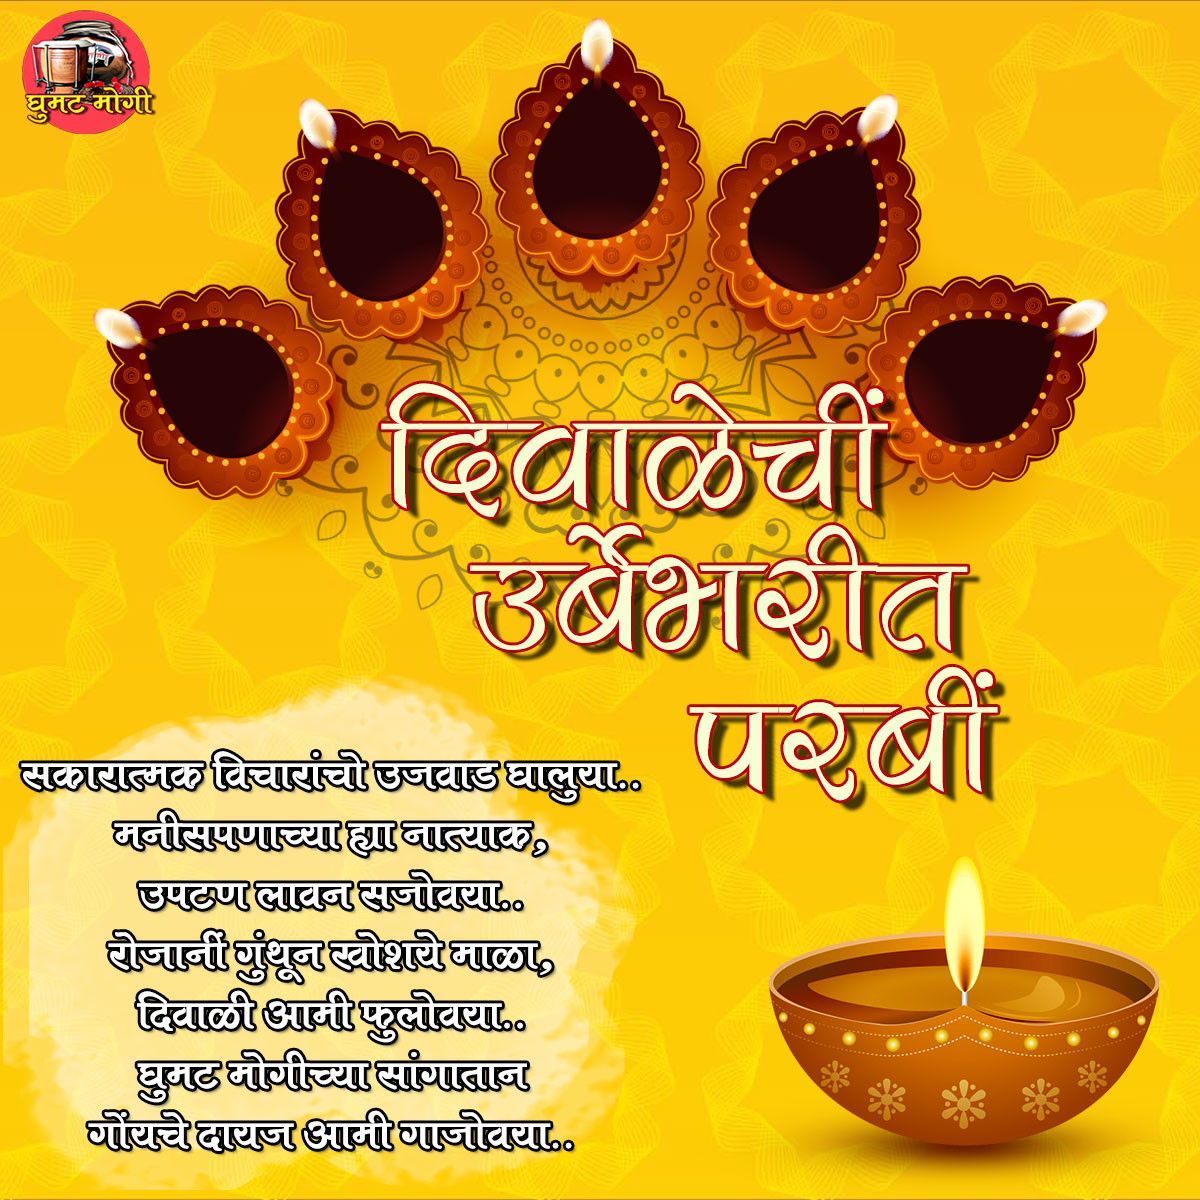 घुमट मोगी
दिवाळेचीं
उर्बेभरीत
परबीं
सकारात्मक विचारांचो उजवाड घालुया..
मनीसपणाच्या ह्या नात्याक,
उपटण लावन सजोवया..
रोजार्नी गुंथून खोशये माळा,
दिवाळी आमी फुलोवया..
घुमट मोगीच्या सांगातान
गोंयचे दायज आमी गाजोवया..